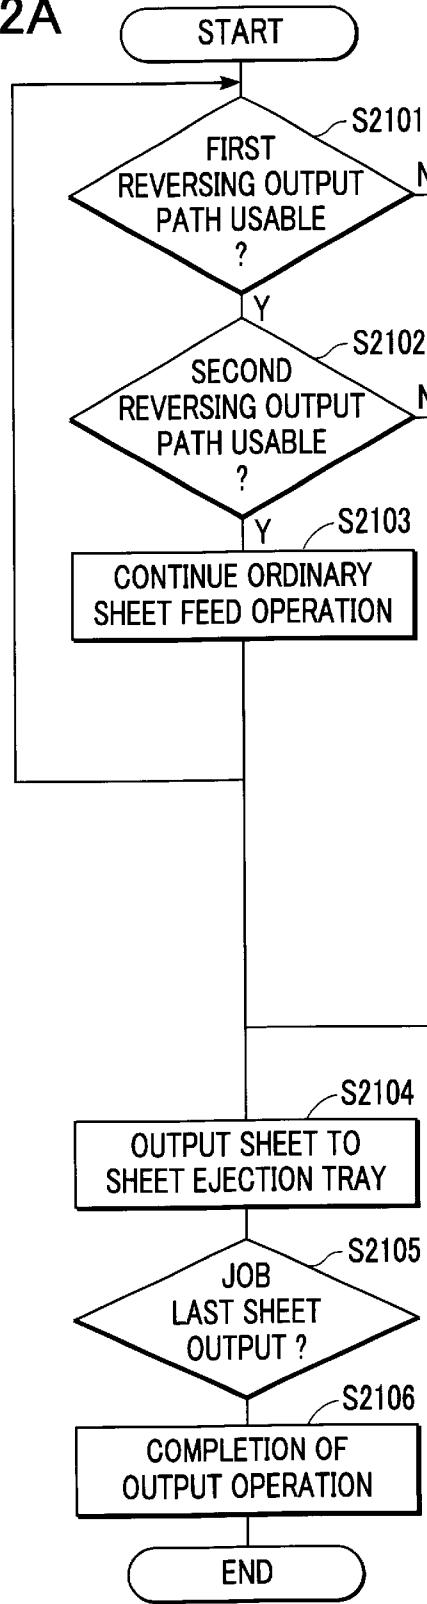 2A
START
S2101
FIRST
REVERSING OUTPUT
PATH USABLE
?
N
Y
S2102
SECOND
REVERSING OUTPUT
PATH USABLE
?
N
Y
S2103
CONTINUE ORDINARY
SHEET FEED OPERATION
S2104
OUTPUT SHEET TO
SHEET EJECTION TRAY
S2105
JOB
LAST SHEET
OUTPUT ?
S2106
COMPLETION OF
OUTPUT OPERATION
END